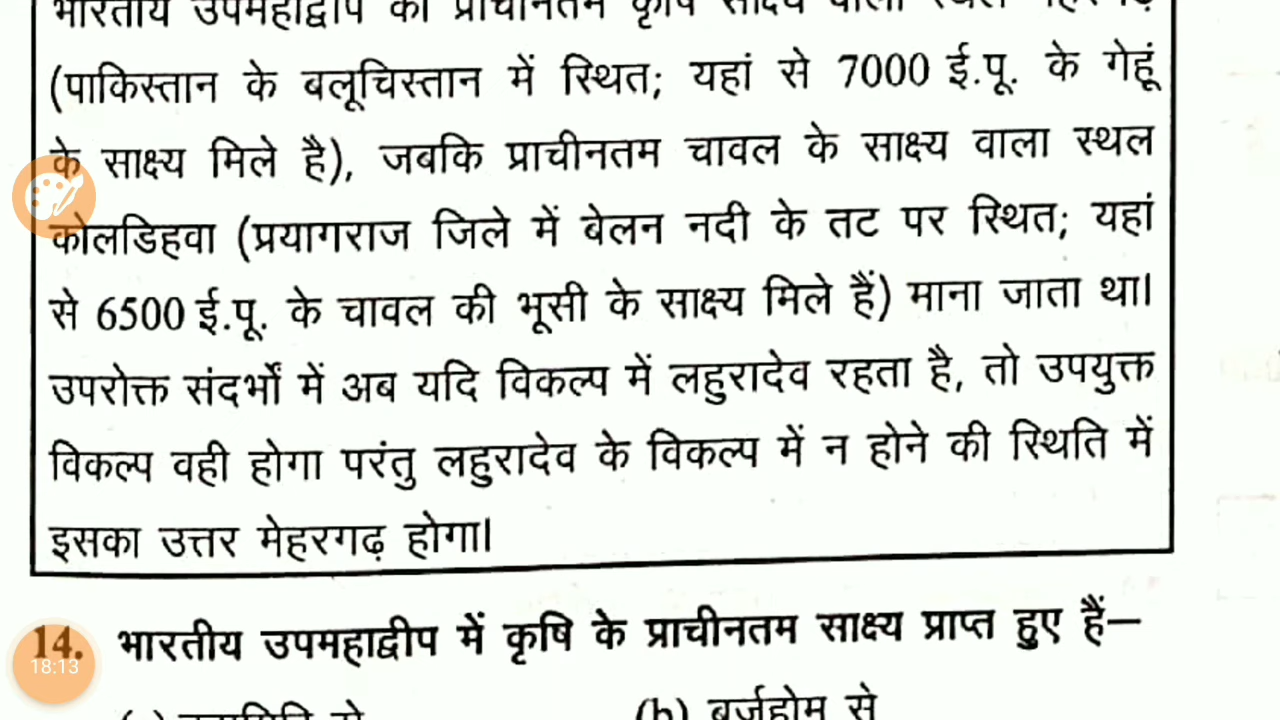 भारतीय उपमहाद्वीप का प्राचीनतम कृषि साक्ष्य वाला स्थल
(पाकिस्तान के बलूचिस्तान में स्थित; यहां से 7000 ई.पू. के गेहूं
के साक्ष्य मिले है), जबकि प्राचीनतम चावल के साक्ष्य वाला स्थल
कोलडिहवा (प्रयागराज जिले में बेलन नदी के तट पर स्थित; यहां
से 6500 ई.पू. के चावल की भूसी के साक्ष्य मिले हैं) माना जाता था।
उपरोक्त संदर्भों में अब यदि विकल्प में लहुरादेव रहता है, तो उपयुक्त
विकल्प वही होगा परंतु लहुरादेव के विकल्प में न होने की स्थिति में
इसका उत्तर मेहरगढ़ होगा।
14. भारतीय उपमहाद्वीप में कृषि के प्राचीनतम साक्ष्य प्राप्त हुए हैं–
18:13
से (b) बुर्जहोम से